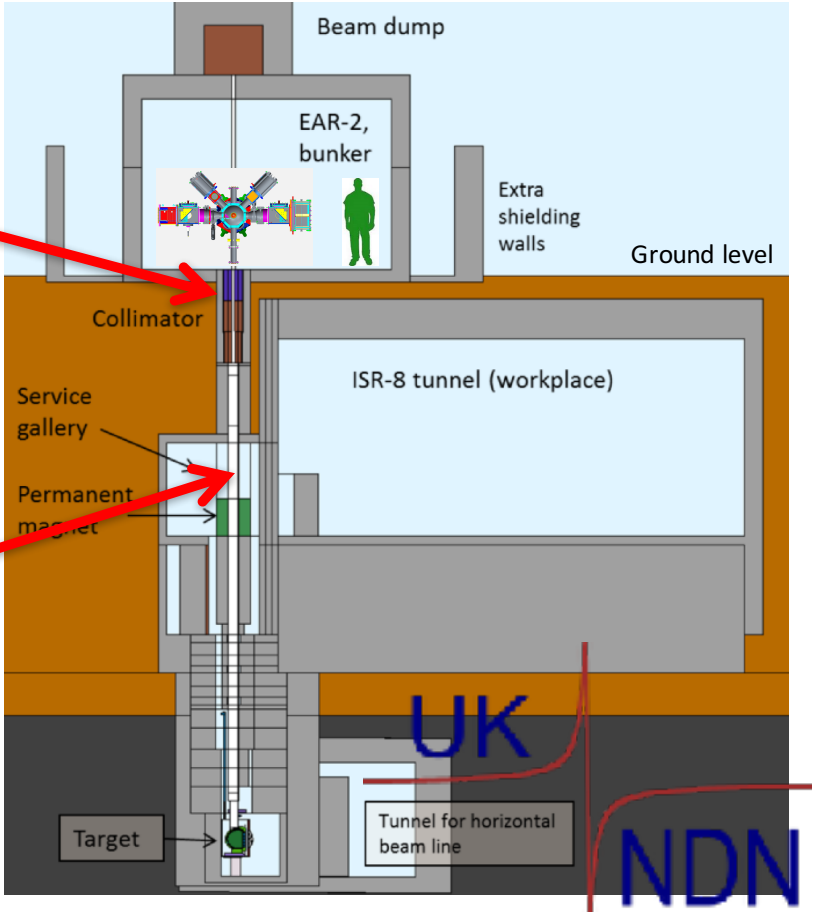 Beam dump
EAR-2,
bunker
Extra
shielding
walls
Ground level
Collimator
ISR-8 tunnel (workplace)
Service
gallery
Permanent
magnet
UK
Target
Tunnel for horizontal
beam line
NDN